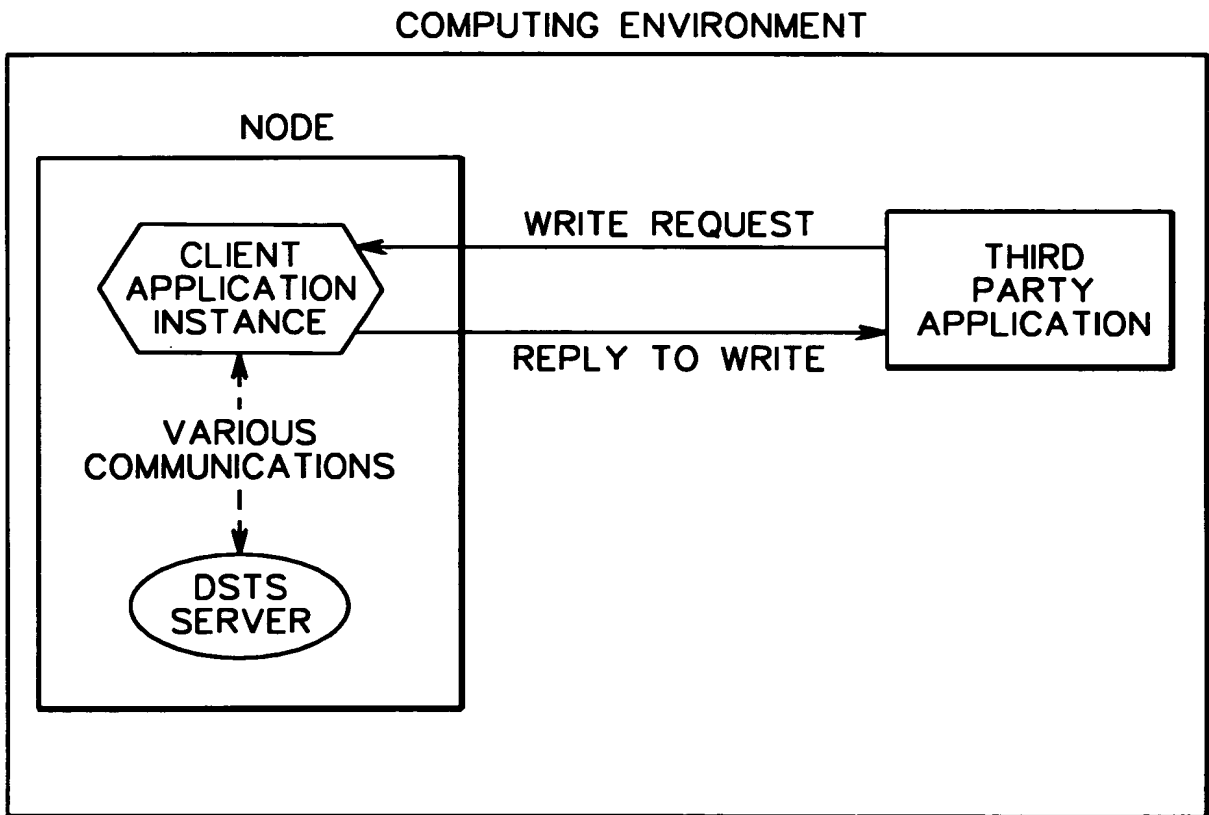 COMPUTING ENVIRONMENT
NODE
CLIENT
APPLICATION
INSTANCE
WRITE REQUEST
REPLY TO WRITE
THIRD
PARTY
APPLICATION
VARIOUS
COMMUNICATIONS
DSTS
SERVER